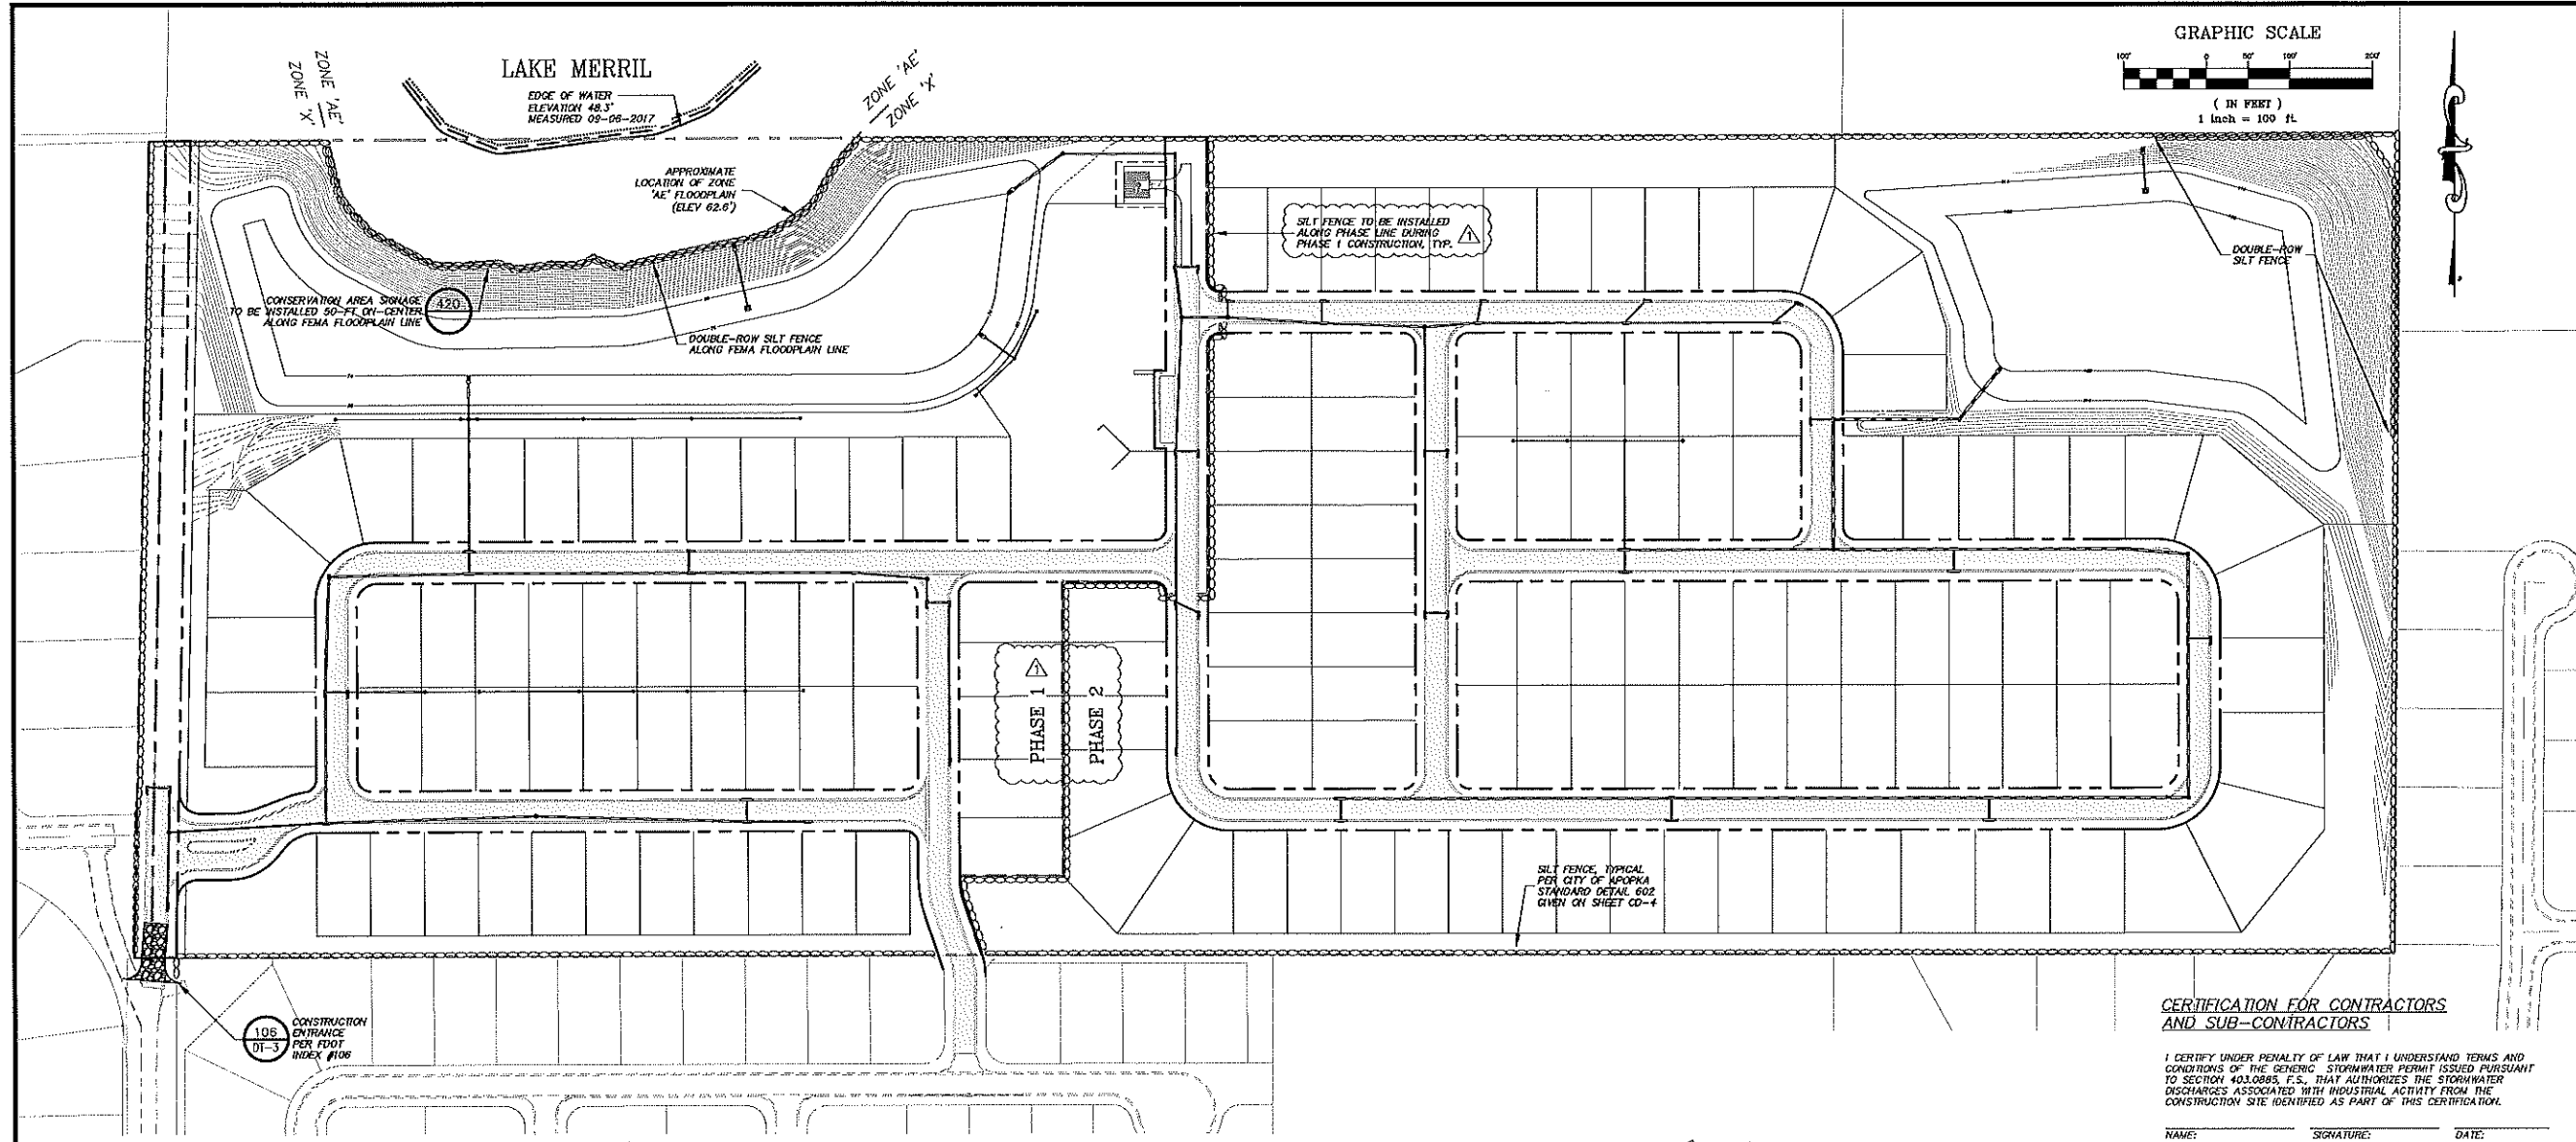 GRAPHIC SCALE
100'
0
50'
100'
200'
( IN FEET )
1 inch = 100 ft.
ZONE 'AE'
ZONE 'X'
LAKE MERRIL
EDGE OF WATER
ELEVATION 48.3'
MEASURED 09-06-2017
ZONE 'AE'
ZONE 'X'
APPROXIMATE
LOCATION OF ZONE
'AE' FLOODPLAIN
(ELEV 62.6')
SILT FENCE TO BE INSTALLED
ALONG PHASE LINE DURING
PHASE 1 CONSTRUCTION, TYP.
1
DOUBLE-ROW
SILT FENCE
CONSERVATION AREA SIGNAGE
TO BE INSTALLED 50-FT ON-CENTER
ALONG FEMA FLOODPLAIN LINE
420
DOUBLE-ROW SILT FENCE
ALONG FEMA FLOODPLAIN LINE
PHASE 1
1
PHASE 2
SILT FENCE, TYPICAL
PER CITY OF APOPKA
STANDARD DETAIL 602
GIVEN ON SHEET CD-4
106
DT-3
CONSTRUCTION
ENTRANCE
PER FDOT
INDEX #106
CERTIFICATION FOR CONTRACTORS
AND SUB-CONTRACTORS
I CERTIFY UNDER PENALTY OF LAW THAT I UNDERSTAND TERMS AND
CONDITIONS OF THE GENERIC STORMWATER PERMIT ISSUED PURSUANT
TO SECTION 403.0885, F.S., THAT AUTHORIZES THE STORMWATER
DISCHARGES ASSOCIATED WITH INDUSTRIAL ACTIVITY FROM THE
CONSTRUCTION SITE IDENTIFIED AS PART OF THIS CERTIFICATION.
NAME: SIGNATURE: DATE: